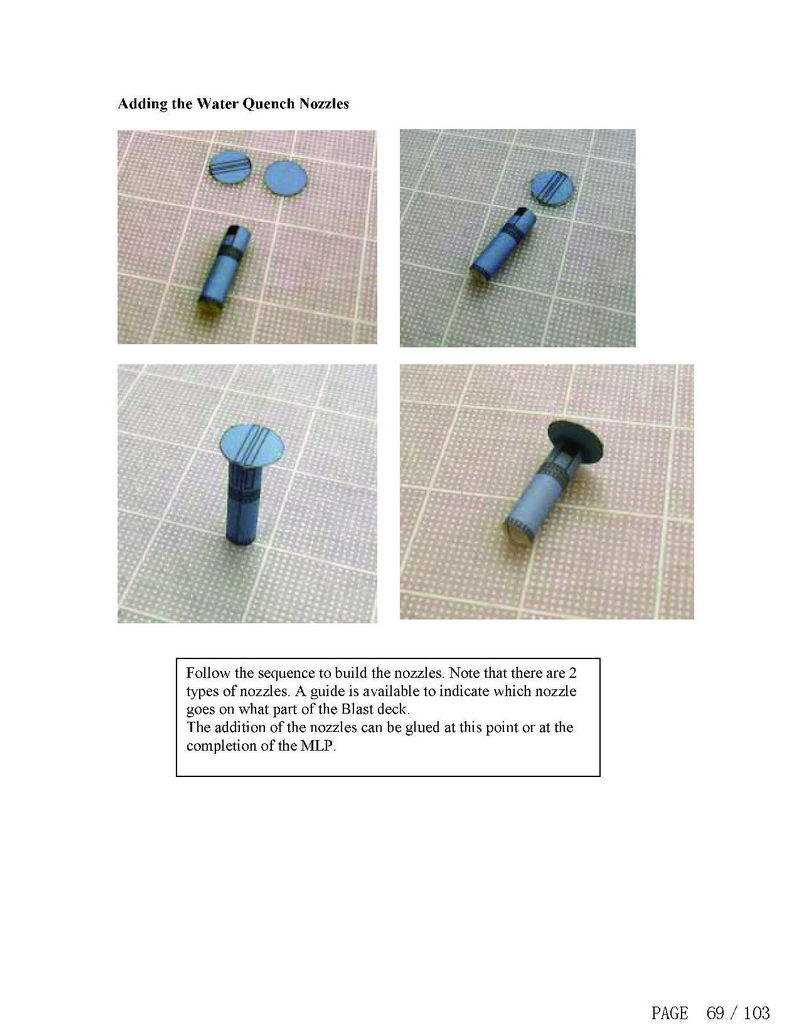 Adding the Water Quench Nozzles
Follow the sequence to build the nozzles. Note that there are 2
types of nozzles. A guide is available to indicate which nozzle
goes on what part of the Blast deck.
The addition of the nozzles can be glued at this point or at the
completion of the MLP.
PAGE 69 / 103